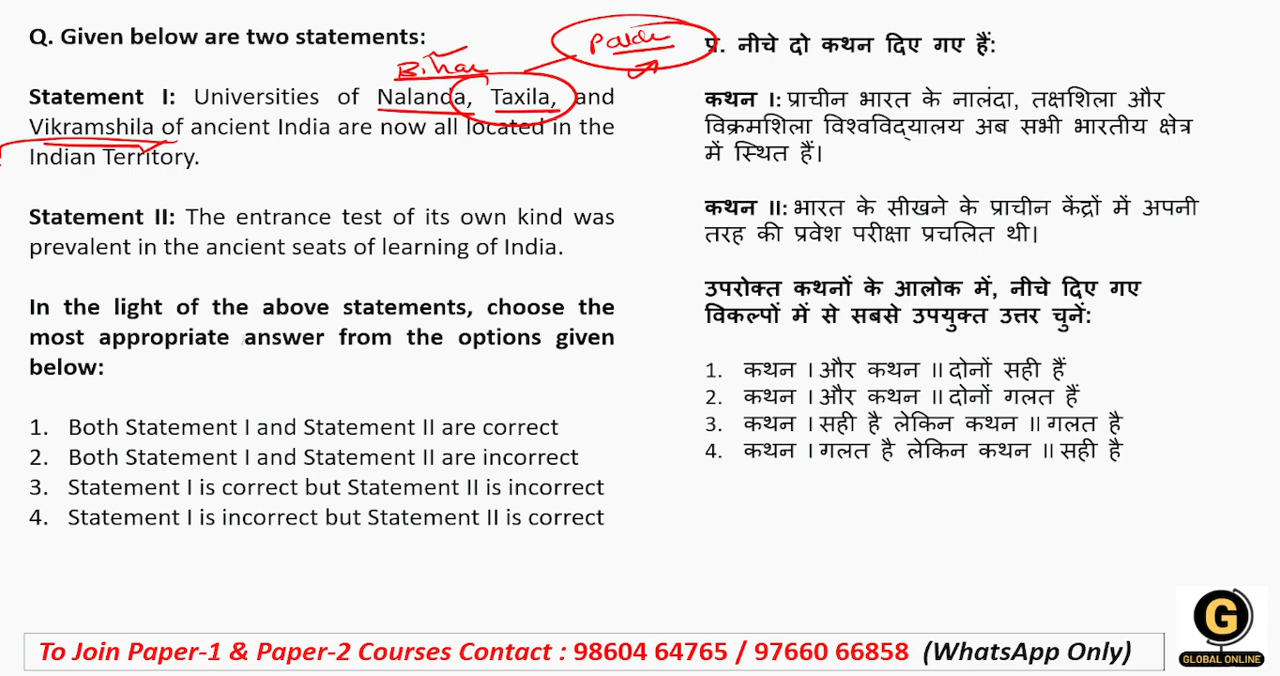 Q. Given below are two statements:
Bihar
Statement I: Universities of Nalanda, Taxila, and
Vikramshila of ancient India are now all located in the
Indian Territory.
Statement II: The entrance test of its own kind was
prevalent in the ancient seats of learning of India.
In the light of the above statements, choose the
most appropriate answer from the options given
below:
1. Both Statement I and Statement II are correct
2. Both Statement I and Statement II are incorrect
3. Statement I is correct but Statement II is incorrect
4. Statement I is incorrect but Statement II is correct
प्र. नीचे दो कथन दिए गए हैं:
कथन I: प्राचीन भारत के नालंदा, तक्षशिला और
विक्रमशिला विश्वविद्यालय अब सभी भारतीय क्षेत्र
में स्थित हैं।
कथन II: भारत के सीखने के प्राचीन केंद्रों में अपनी
तरह की प्रवेश परीक्षा प्रचलित थी।
उपरोक्त कथनों के आलोक में, नीचे दिए गए
विकल्पों में से सबसे उपयुक्त उत्तर चुनें:
1. कथन I और कथन II दोनों सही हैं
2. कथन I और कथन II दोनों गलत हैं
3. कथन I सही है लेकिन कथन II गलत है
4. कथन I गलत है लेकिन कथन II सही है
G
GLOBAL ONLINE
To Join Paper-1 & Paper-2 Courses Contact : 98604 64765 / 97660 66858 (WhatsApp Only)